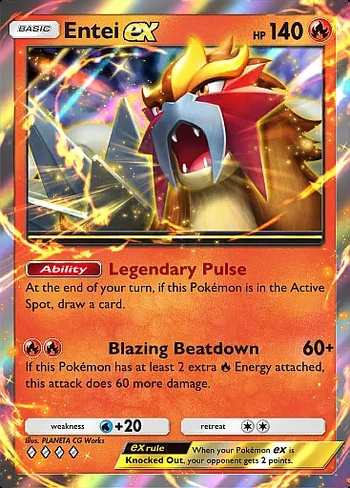 BASIC Entei ex HP 140
Ability Legendary Pulse
At the end of your turn, if this Pokémon is in the Active
Spot, draw a card.
Blazing Beatdown 60+
If this Pokémon has at least 2 extra Energy attached,
this attack does 60 more damage.
weakness +20 retreat
Illus. PLANETA CG Works
ex rule When your Pokémon ex is
Knocked Out, your opponent gets 2 points.